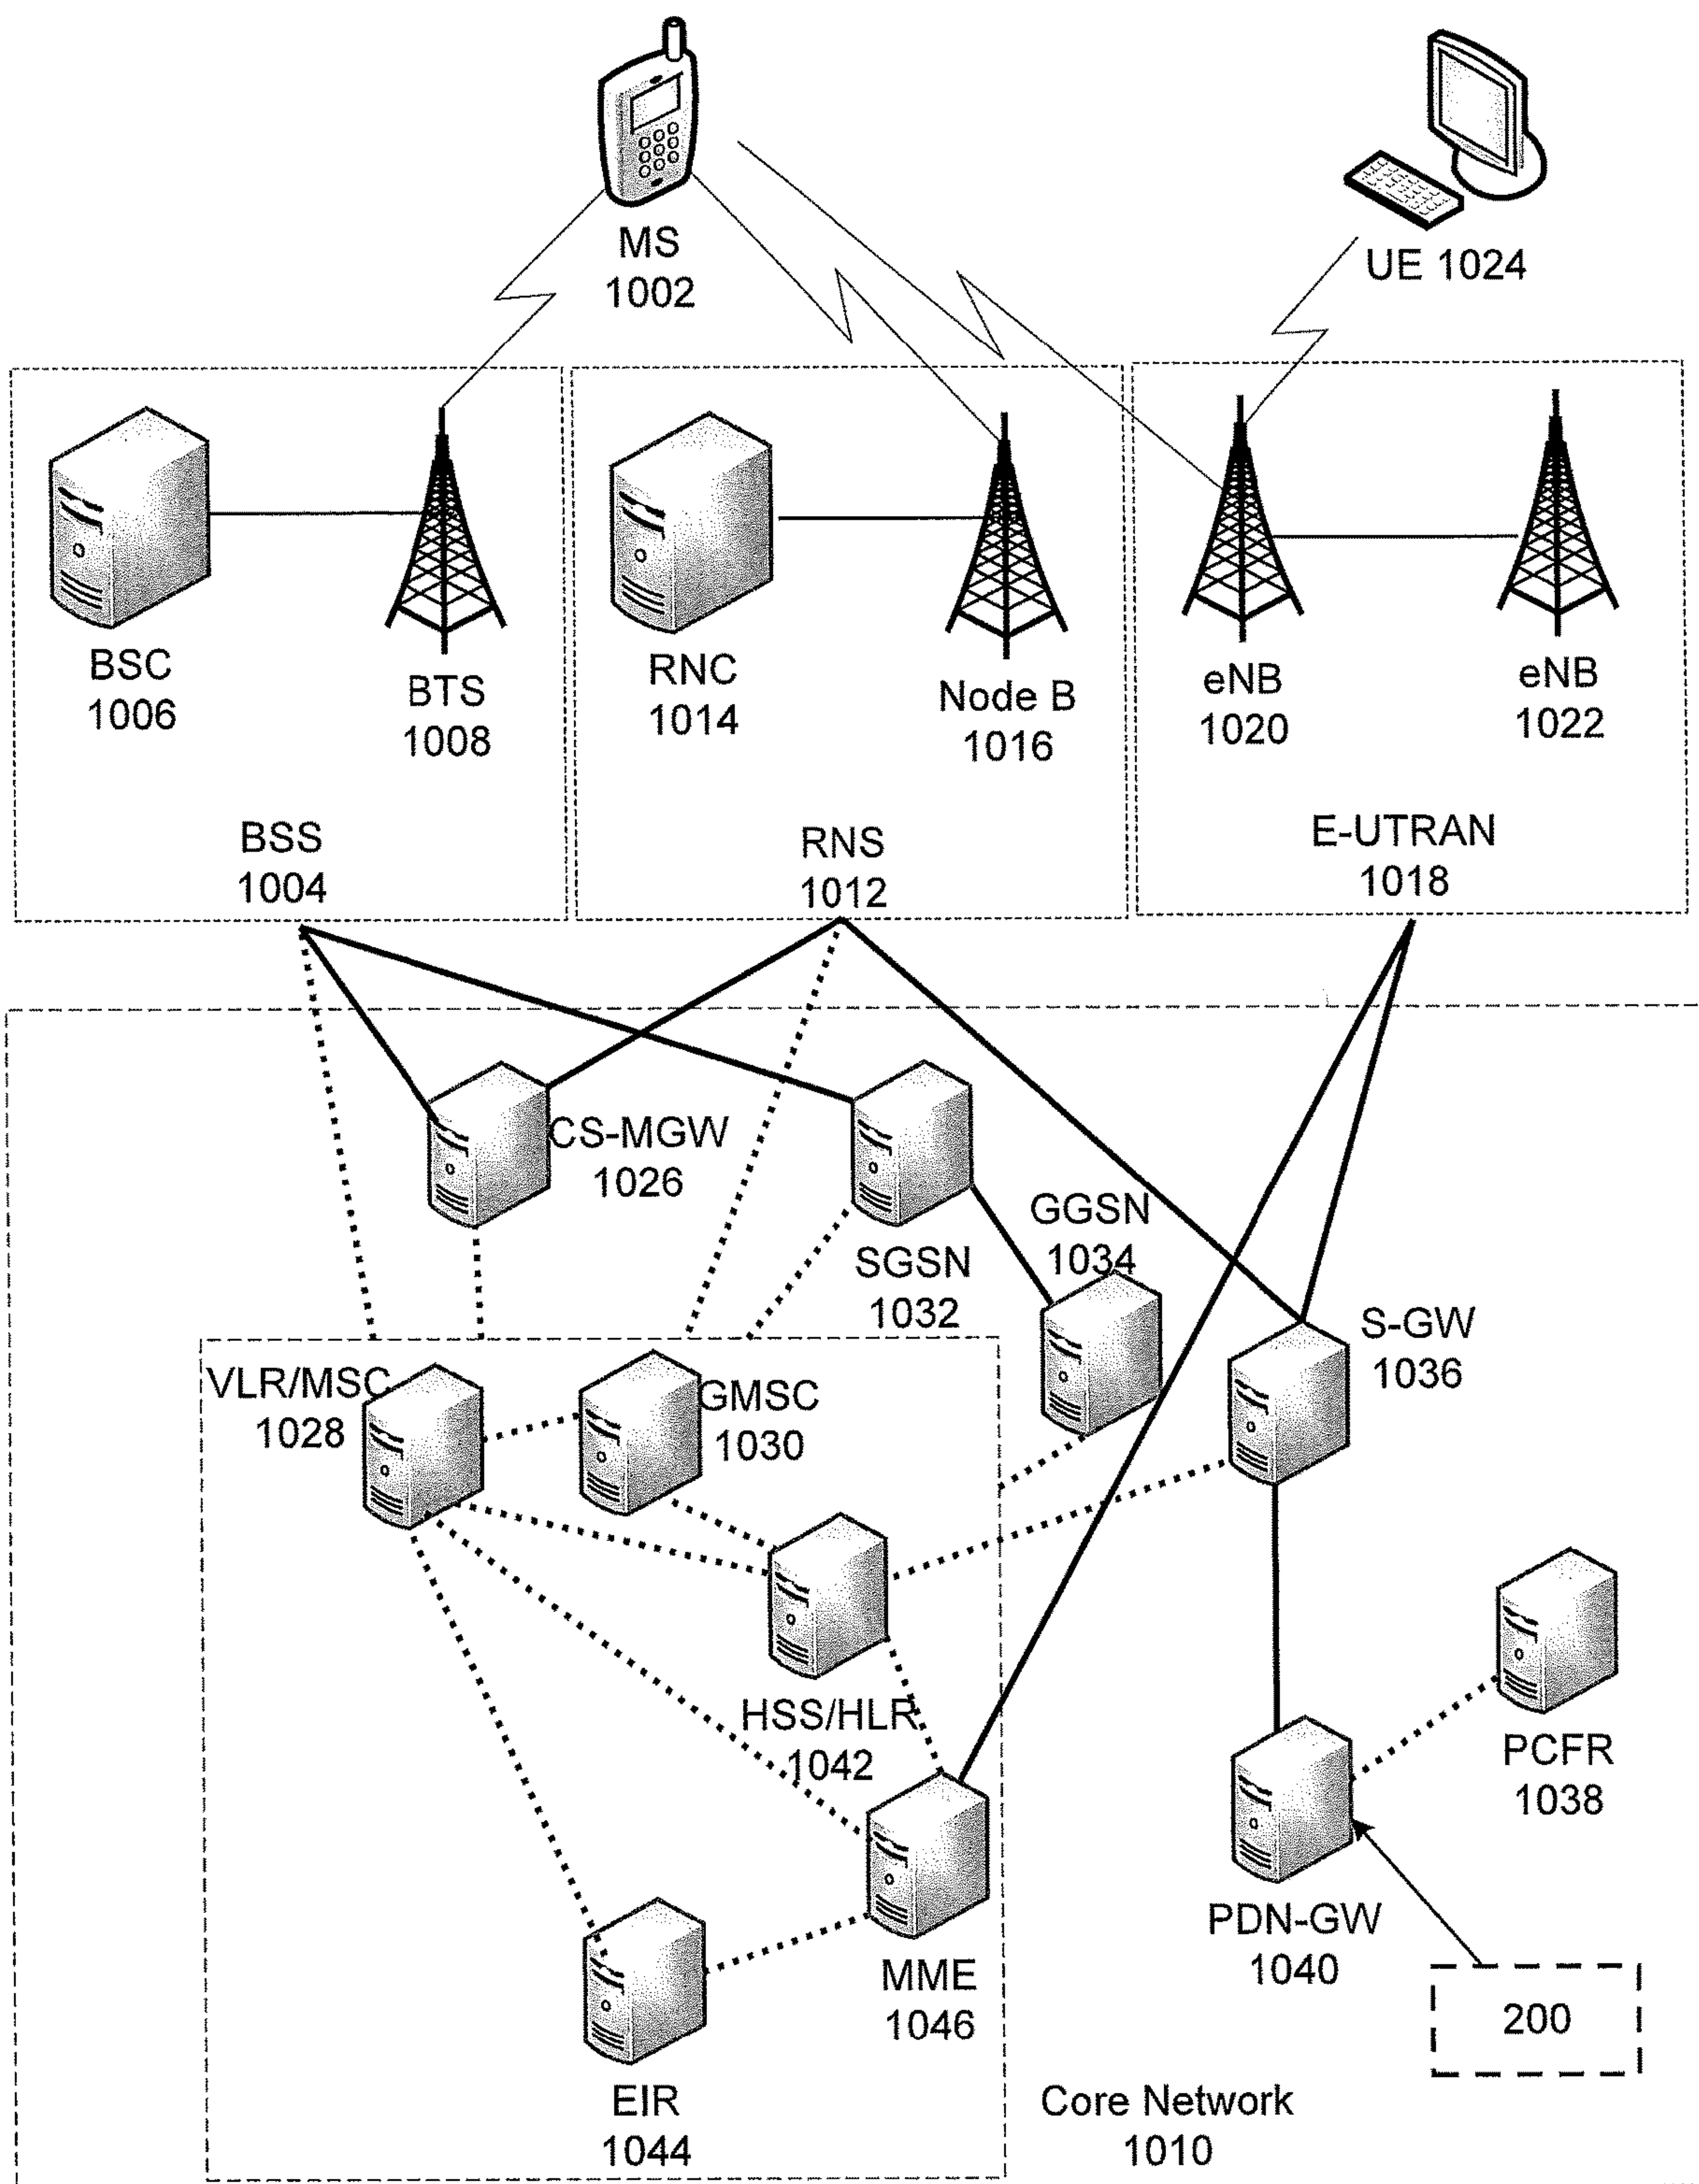 MS
1002
UE 1024
BSC
1006
BTS
1008
RNC
1014
Node B
1016
eNB
1020
eNB
1022
BSS
1004
RNS
1012
E-UTRAN
1018
CS-MGW
1026
SGSN
1032
GGSN
1034
S-GW
1036
VLR/MSC
1028
GMSC
1030
HSS/HLR
1042
PCFR
1038
PDN-GW
1040
MME
1046
200
EIR
1044
Core Network
1010